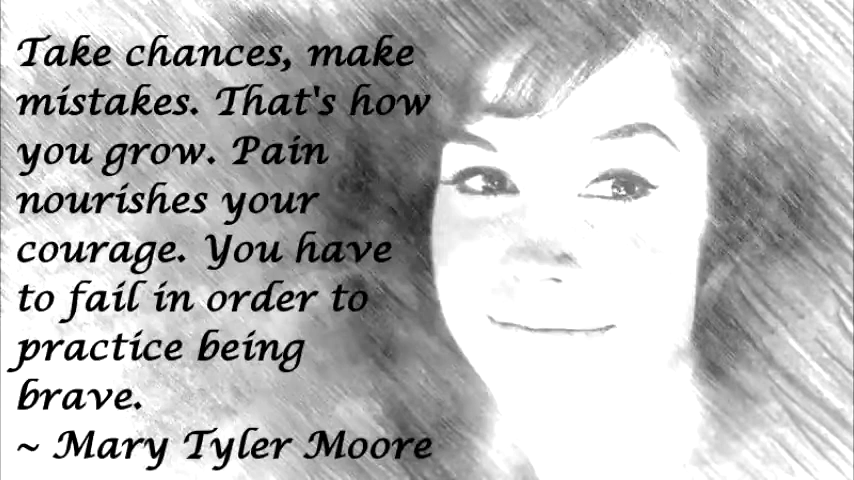 Take chances, make
mistakes. That's how
you grow. Pain
nourishes your
courage. You have
to fail in order to
practice being
brave.
~ Mary Tyler Moore